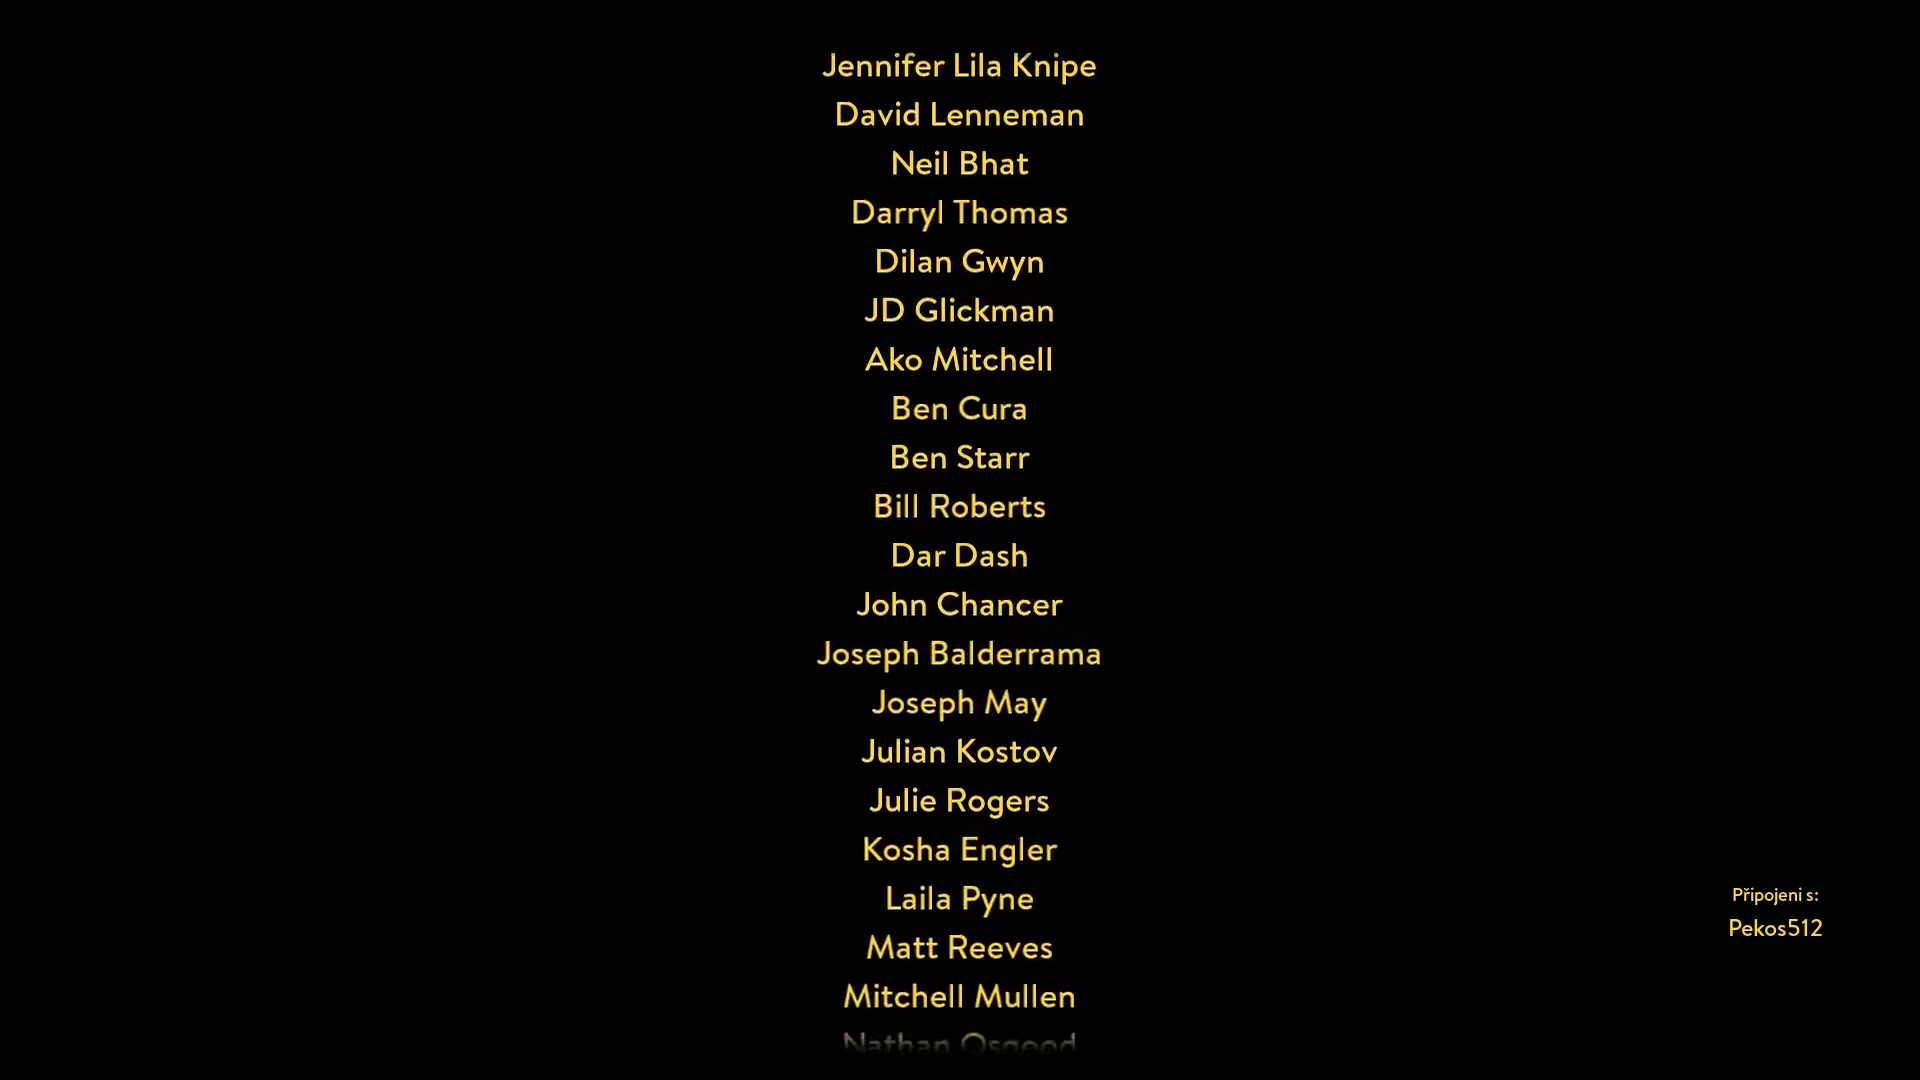 Jennifer Lila Knipe
David Lenneman
Neil Bhat
Darryl Thomas
Dilan Gwyn
JD Glickman
Ako Mitchell
Ben Cura
Ben Starr
Bill Roberts
Dar Dash
John Chancer
Joseph Balderrama
Joseph May
Julian Kostov
Julie Rogers
Kosha Engler
Laila Pyne
Matt Reeves
Mitchell Mullen
Nathan Osgood
Připojeni s:
Pekos512